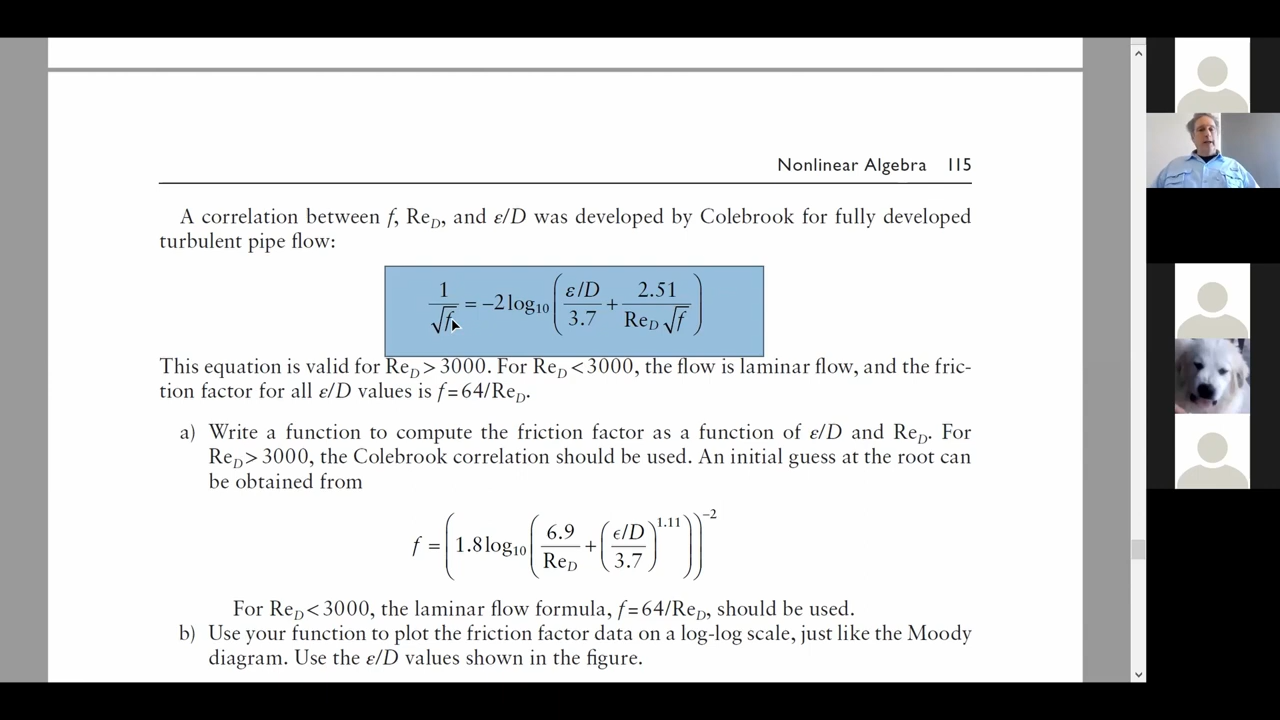 Nonlinear Algebra 115
A correlation between f, Re_D, and ε/D was developed by Colebrook for fully developed
turbulent pipe flow:
1/√f = −2 log₁₀ ( (ε/D)/3.7 + 2.51/(Re_D √f) )
This equation is valid for Re_D > 3000. For Re_D < 3000, the flow is laminar flow, and the fric-
tion factor for all ε/D values is f = 64/Re_D.
a) Write a function to compute the friction factor as a function of ε/D and Re_D. For
Re_D > 3000, the Colebrook correlation should be used. An initial guess at the root can
be obtained from
f = ( 1.8 log₁₀ ( 6.9/Re_D + ( (ϵ/D)/3.7 )^1.11 ) )^−2
For Re_D < 3000, the laminar flow formula, f = 64/Re_D, should be used.
b) Use your function to plot the friction factor data on a log-log scale, just like the Moody
diagram. Use the ε/D values shown in the figure.